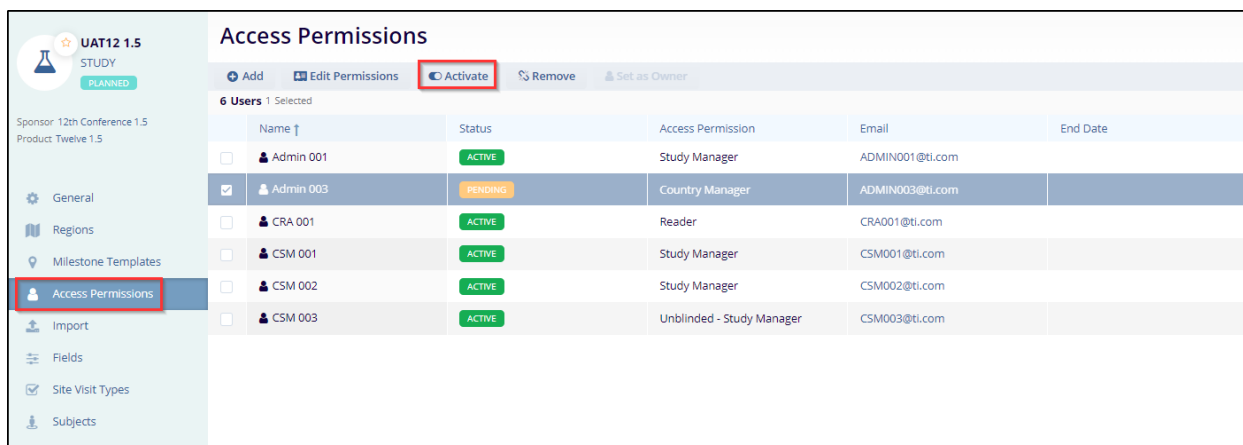 UAT12 1.5
STUDY
PLANNED
Sponsor 12th Conference 1.5
Product Twelve 1.5
General
Regions
Milestone Templates
Access Permissions
Import
Fields
Site Visit Types
Subjects
Access Permissions
Add Edit Permissions Activate Remove Set as Owner
6 Users 1 Selected
Name Status Access Permission Email End Date
Admin 001 ACTIVE Study Manager ADMIN001@ti.com
Admin 003 PENDING Country Manager ADMIN003@ti.com
CRA 001 ACTIVE Reader CRA001@ti.com
CSM 001 ACTIVE Study Manager CSM001@ti.com
CSM 002 ACTIVE Study Manager CSM002@ti.com
CSM 003 ACTIVE Unblinded - Study Manager CSM003@ti.com